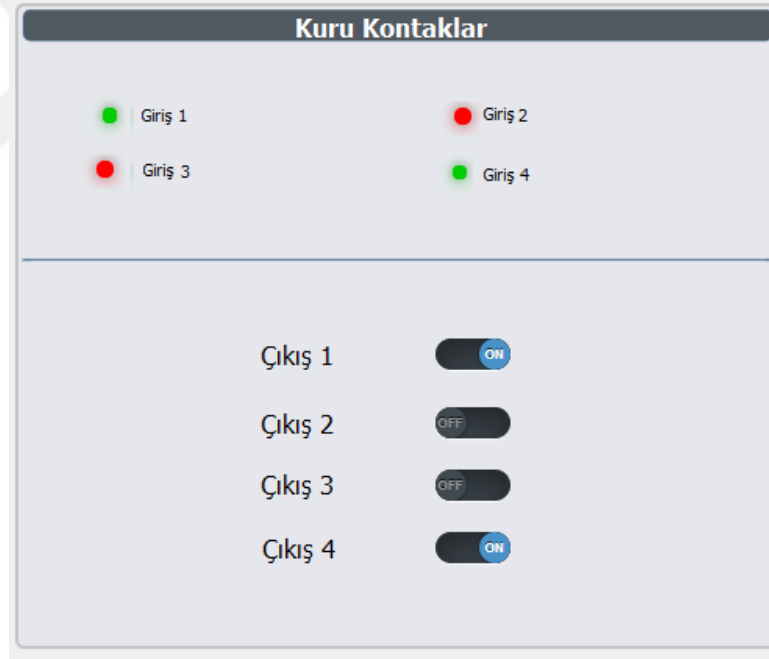 Kuru Kontaklar
Giriş 1
Giriş 2
Giriş 3
Giriş 4
Çıkış 1
ON
Çıkış 2
OFF
Çıkış 3
OFF
Çıkış 4
ON